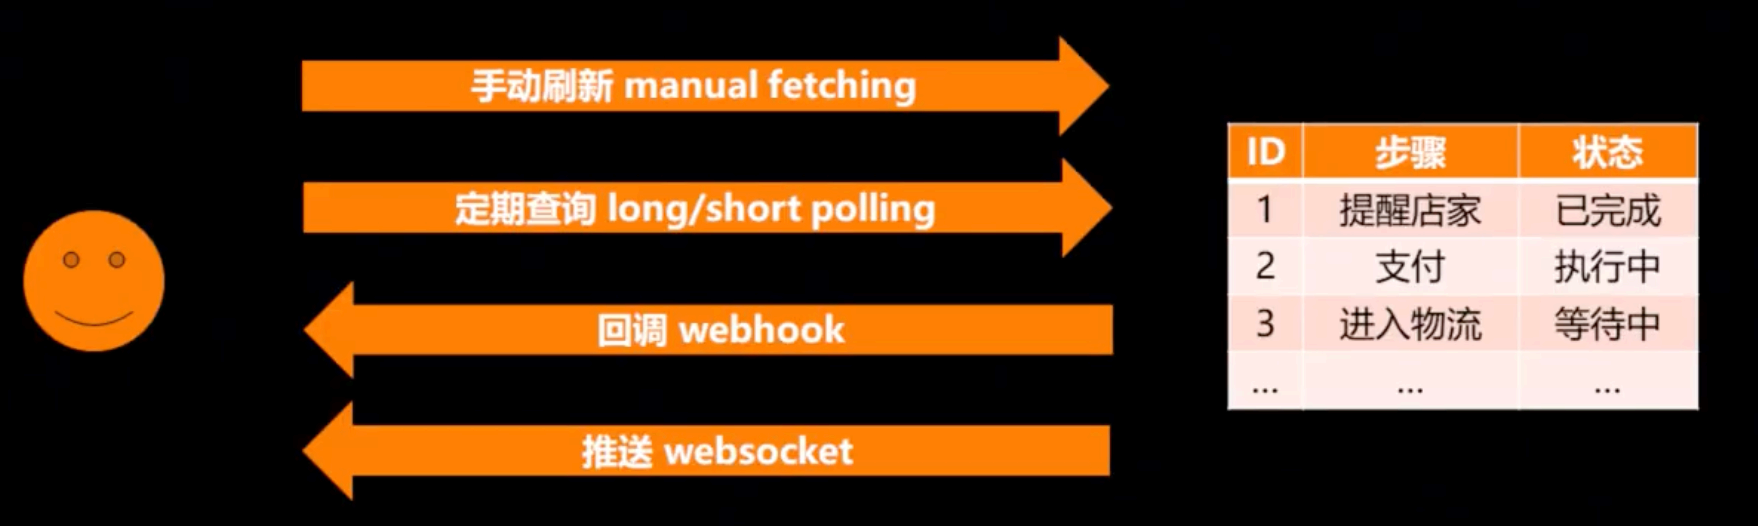 手动刷新 manual fetching
定期查询 long/short polling
回调 webhook
推送 websocket
ID 步骤 状态
1 提醒店家 已完成
2 支付 执行中
3 进入物流 等待中
... ... ...